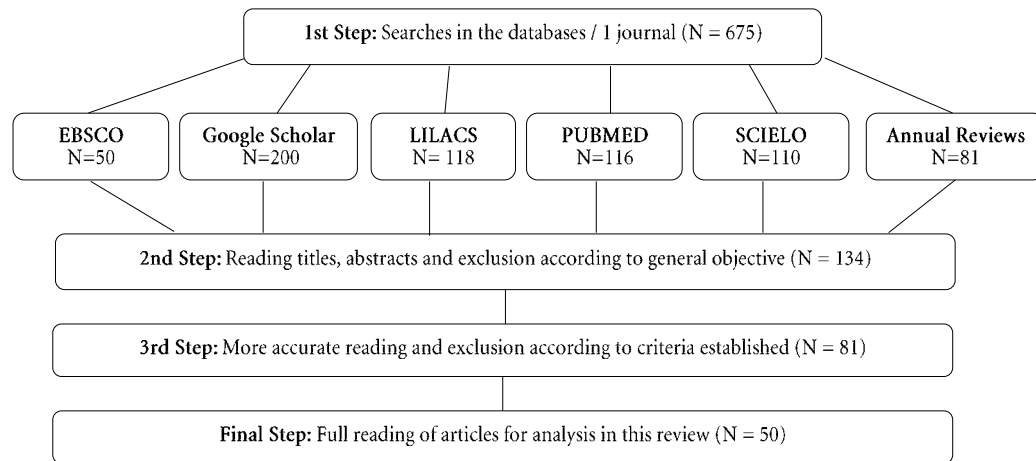 1st Step: Searches in the databases / 1 journal (N = 675)
EBSCO
N=50
Google Scholar
N=200
LILACS
N= 118
PUBMED
N=116
SCIELO
N=110
Annual Reviews
N=81
2nd Step: Reading titles, abstracts and exclusion according to general objective (N = 134)
3rd Step: More accurate reading and exclusion according to criteria established (N = 81)
Final Step: Full reading of articles for analysis in this review (N = 50)